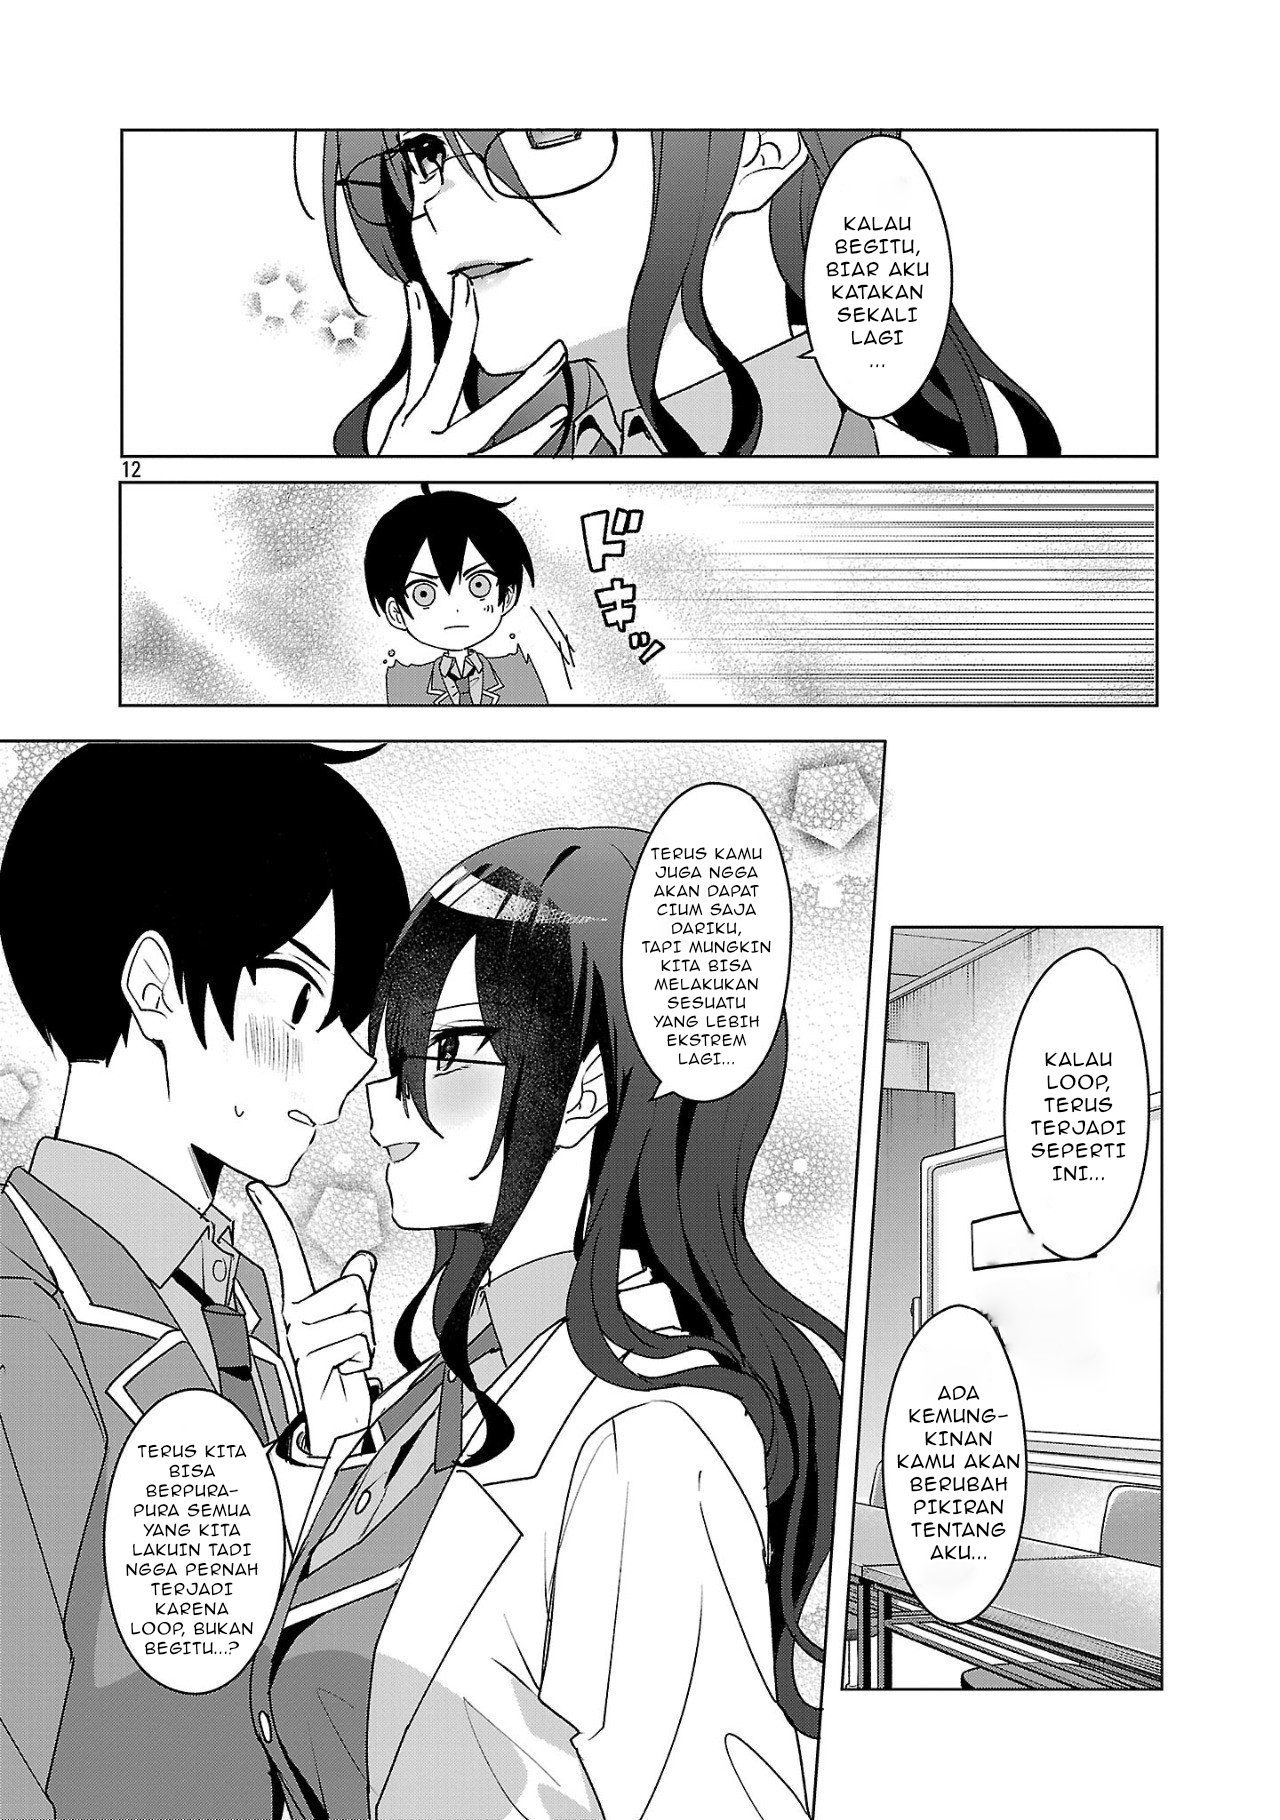 KALAU
BEGITU,
BIAR AKU
KATAKAN
SEKALI
LAGI
...
12
ドキッ
KALAU
LOOP,
TERUS
TERJADI
SEPERTI
INI...
ADA
KEMUNG-
KINAN
KAMU AKAN
BERUBAH
PIKIRAN
TENTANG
AKU...
TERUS KAMU
JUGA NGGA
AKAN DAPAT
CIUM SAJA
DARIKU,
TAPI MUNGKIN
KITA BISA
MELAKUKAN
SESUATU
YANG LEBIH
EKSTREM
LAGI...
TERUS KITA
BISA
BERPURA-
PURA SEMUA
YANG KITA
LAKUIN TADI
NGGA PERNAH
TERJADI
KARENA
LOOP, BUKAN
BEGITU...?